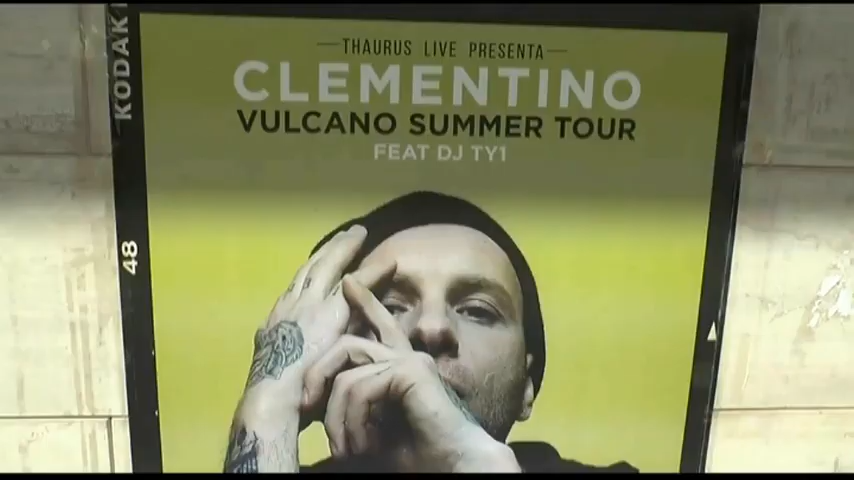 KODAK
THAURUS LIVE PRESENTA
CLEMENTINO
VULCANO SUMMER TOUR
FEAT DJ TY1
48